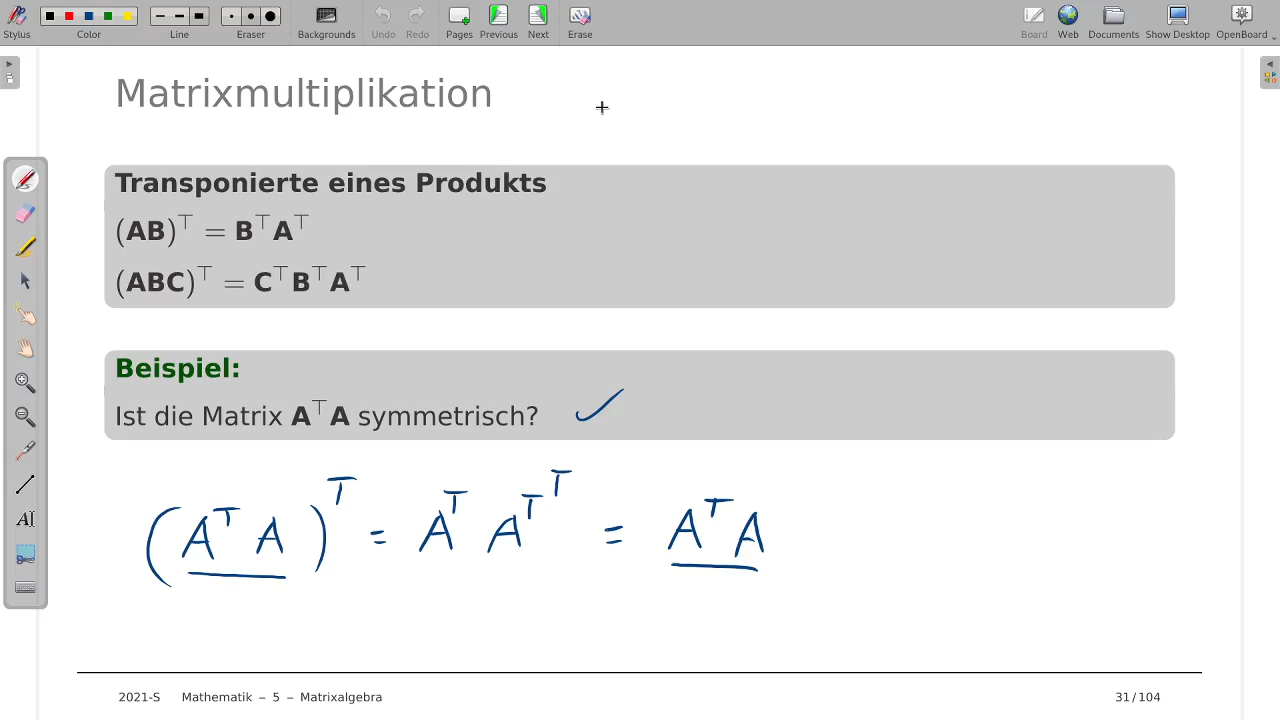 Stylus Color Line Eraser Backgrounds Undo Redo Pages Previous Next Erase Board Web Documents Show Desktop OpenBoard
Matrixmultiplikation
Transponierte eines Produkts
(AB)ᵀ = BᵀAᵀ
(ABC)ᵀ = CᵀBᵀAᵀ
Beispiel:
Ist die Matrix AᵀA symmetrisch? ✓
(Aᵀ A)ᵀ = Aᵀ Aᵀᵀ = AᵀA
2021-S Mathematik – 5 – Matrixalgebra 31/104